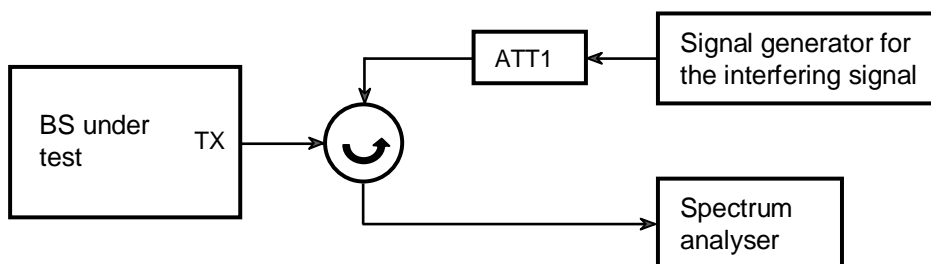 ATT1
Signal generator for
the interfering signal
BS under
test
TX
Spectrum
analyser